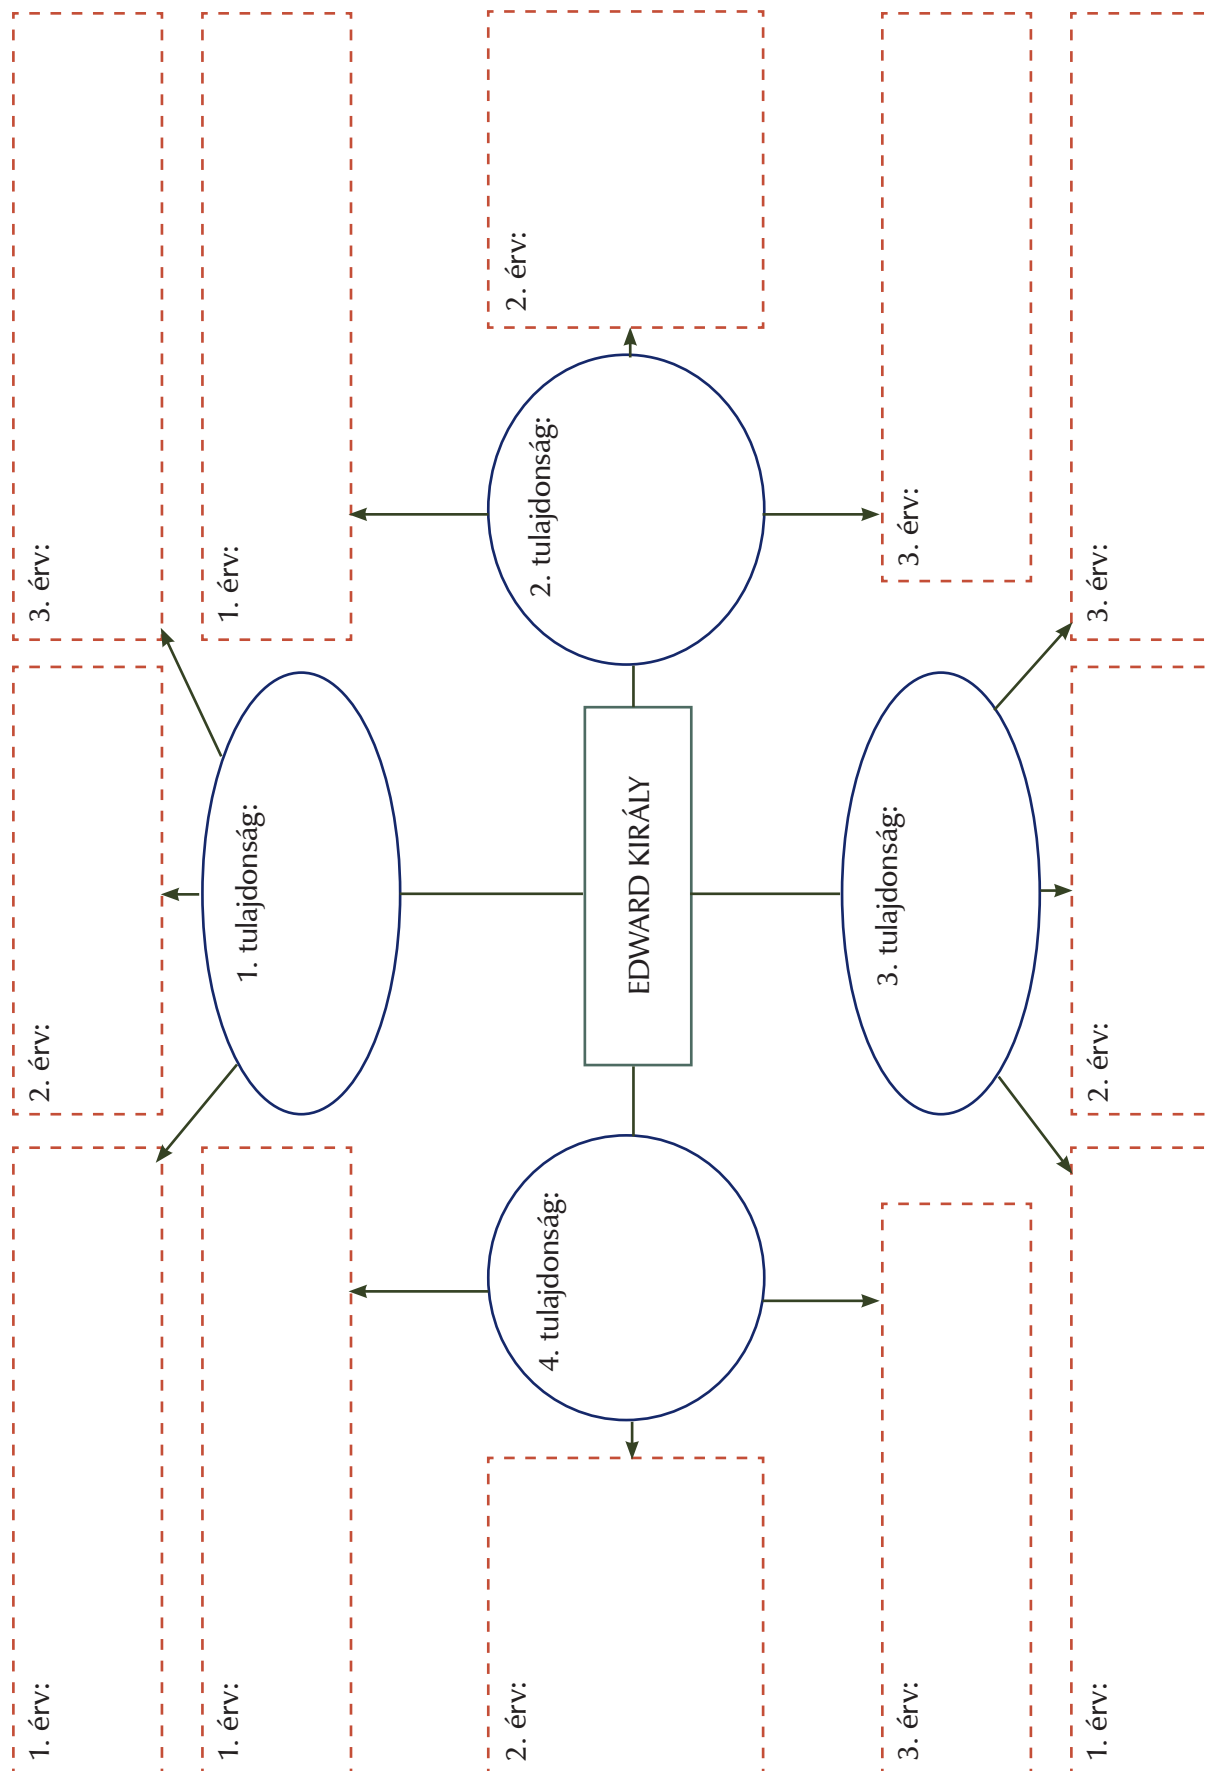 1. érv:
2. érv:
3. érv:
1. tulajdonság:
1. érv:
1. érv:
4. tulajdonság:
2. tulajdonság:
2. érv:
2. érv:
EDWARD KIRÁLY
3. érv:
3. érv:
3. tulajdonság:
1. érv:
2. érv:
3. érv: